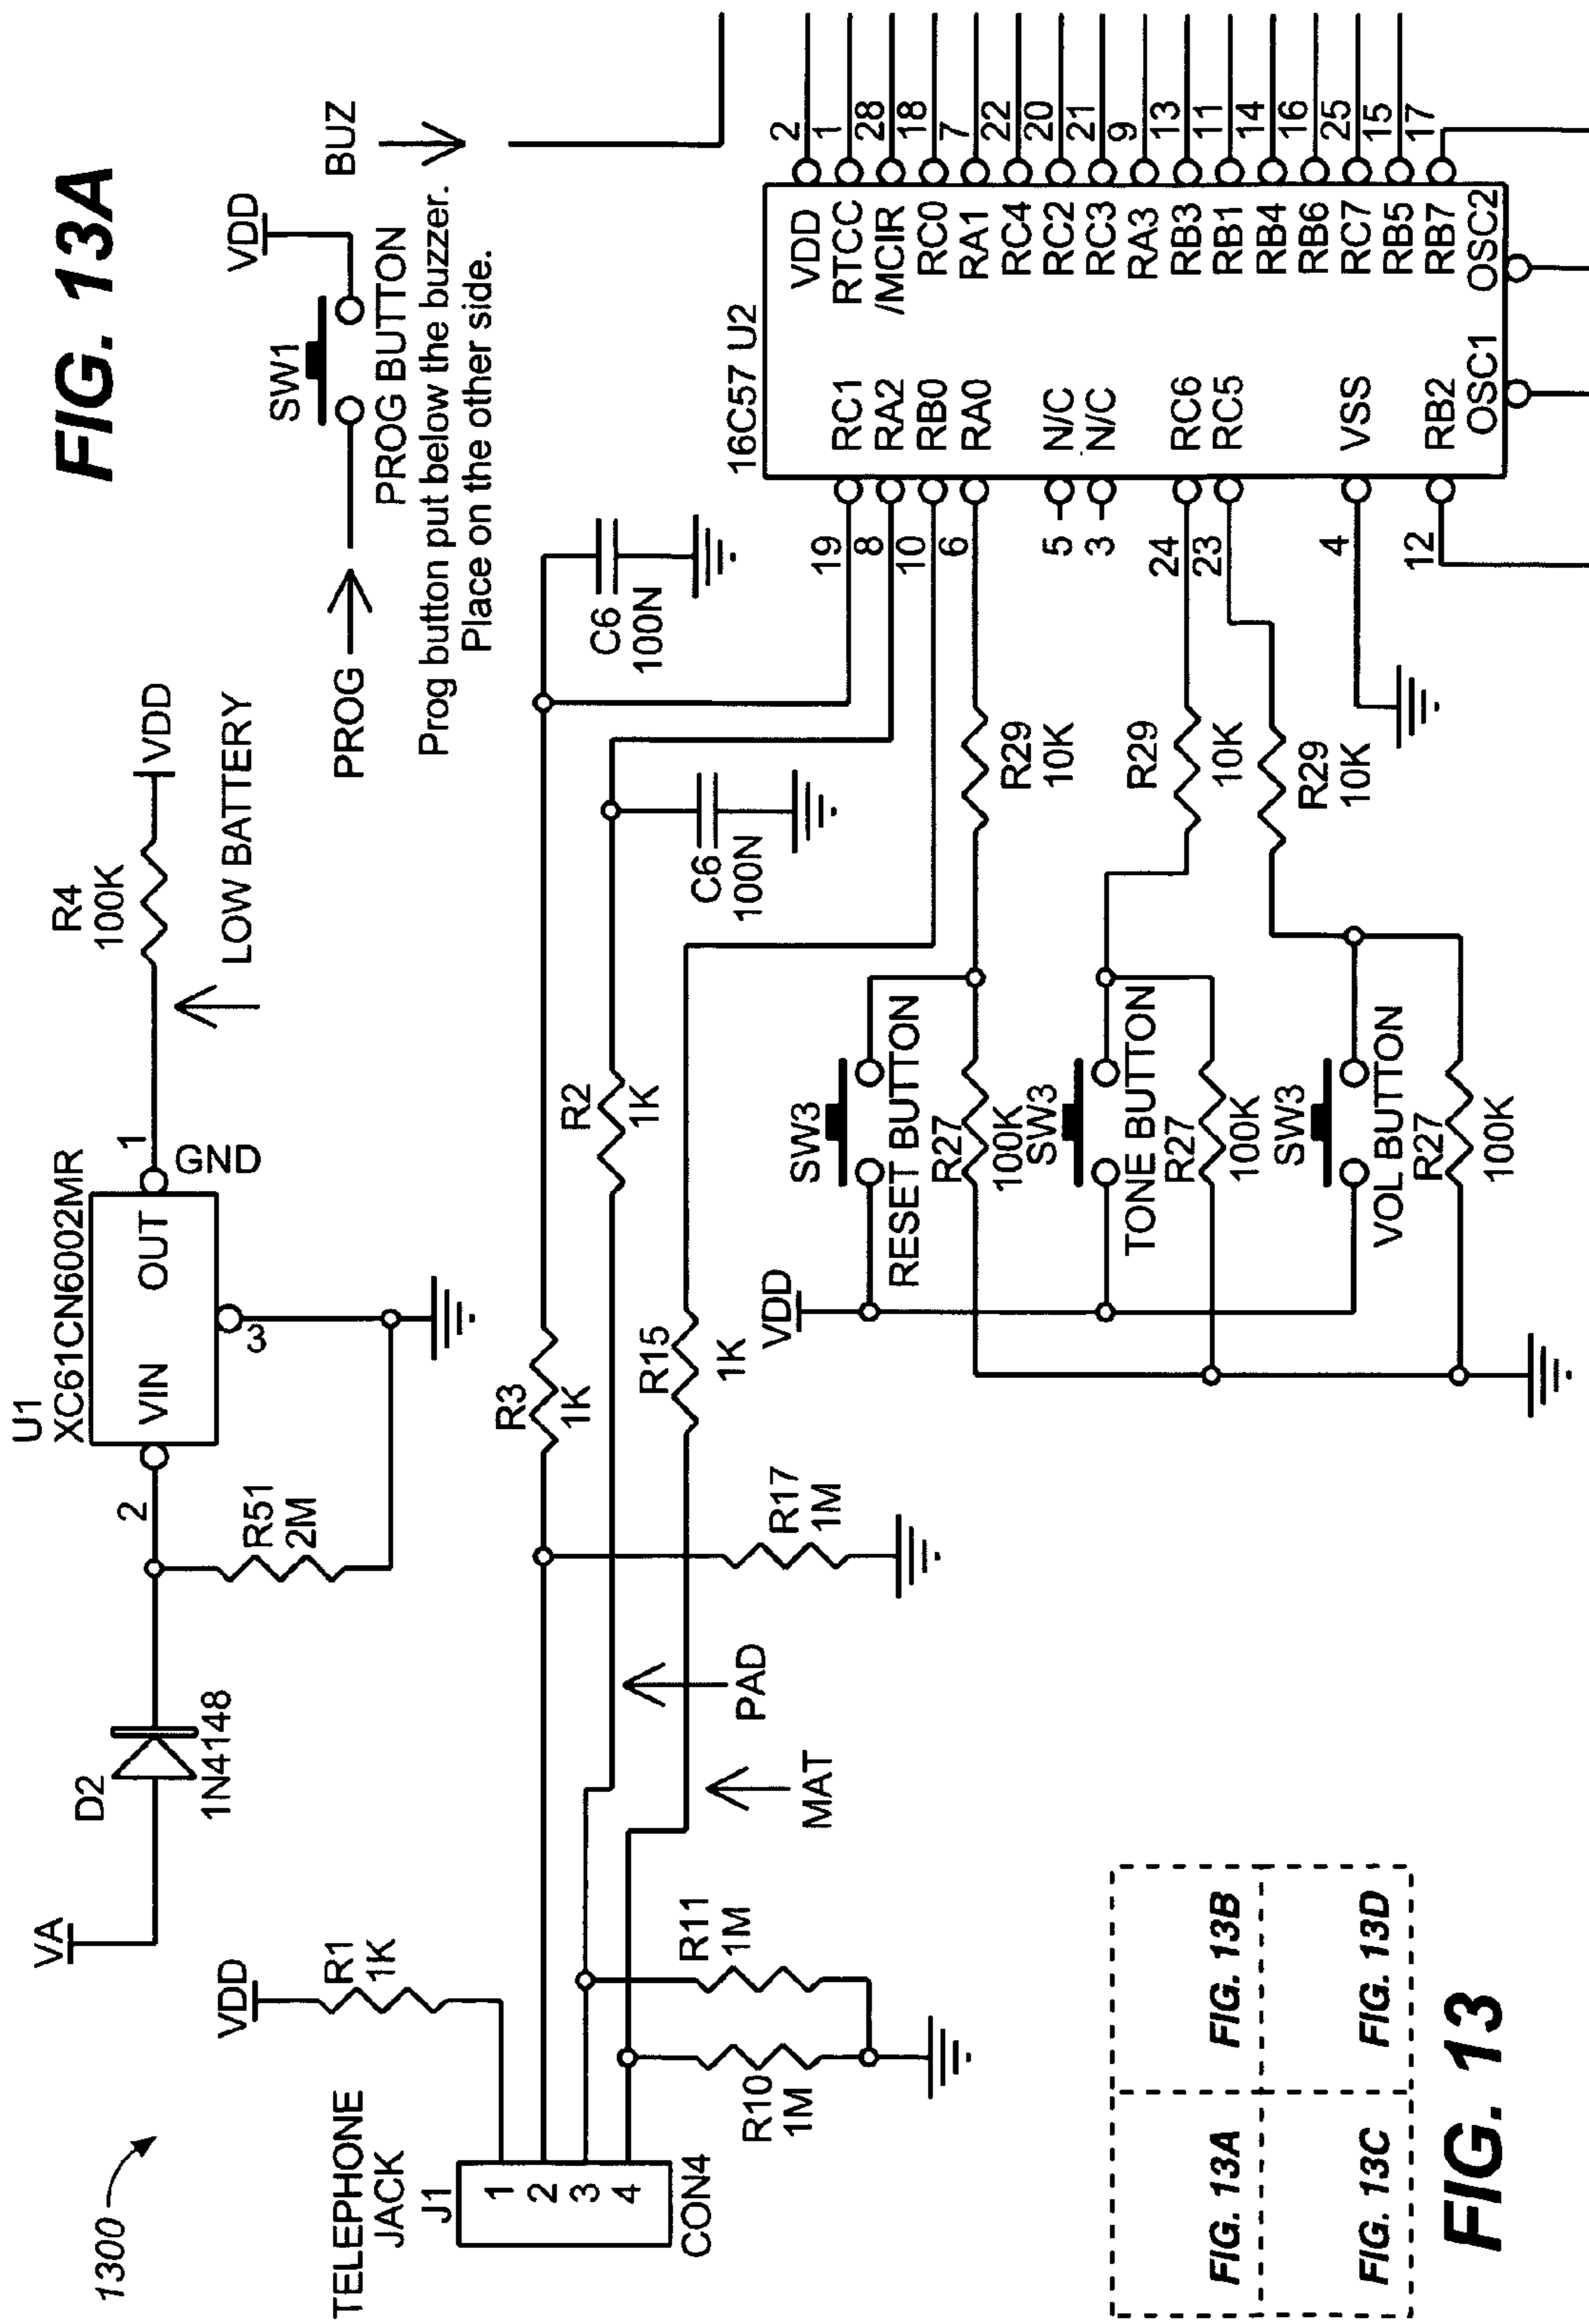 FIG. 13A
1300
VA
D2
1N4148
U1
XC61CN6002MR
VIN
OUT
2
1
3
GND
R51
2M
R4
100K
VDD
LOW BATTERY
VDD
SW1
PROG
PROG BUTTON
Prog button put below the buzzer.
Place on the other side.
BUZ
TELEPHONE
JACK
J1
1
2
3
4
CON4
VDD
R1
1K
R10
1M
R11
1M
MAT
PAD
R17
1M
R3
1K
R15
1K
R2
1K
C6
100N
C6
100N
VDD
SW3
RESET BUTTON
R27
100K
SW3
TONE BUTTON
R27
100K
SW3
VOL BUTTON
R27
100K
R29
10K
R29
10K
R29
10K
16C57 U2
19
8
10
6
5
3
24
23
4
12
RC1
RA2
RB0
RA0
N/C
N/C
RC6
RC5
VSS
RB2
OSC1
VDD
RTCC
/MCIR
RC0
RA1
RC4
RC2
RC3
RA3
RB3
RB1
RB4
RB6
RC7
RB5
RB7
OSC2
2
1
28
18
7
22
20
21
9
13
11
14
16
25
15
17
FIG. 13A
FIG. 13B
FIG. 13C
FIG. 13D
FIG. 13